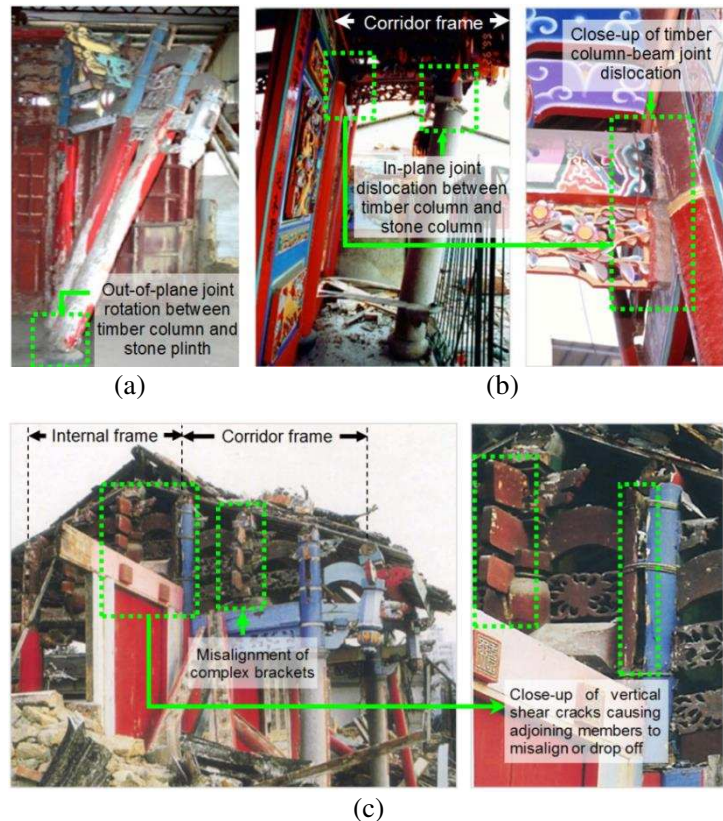 Out-of-plane joint
rotation between
timber column and
stone plinth
(a)
Corridor frame
In-plane joint
dislocation between
timber column and
stone column
Close-up of timber
column-beam joint
dislocation
(b)
Internal frame
Corridor frame
Misalignment of
complex brackets
Close-up of vertical
shear cracks causing
adjoining members to
misalign or drop off
(c)